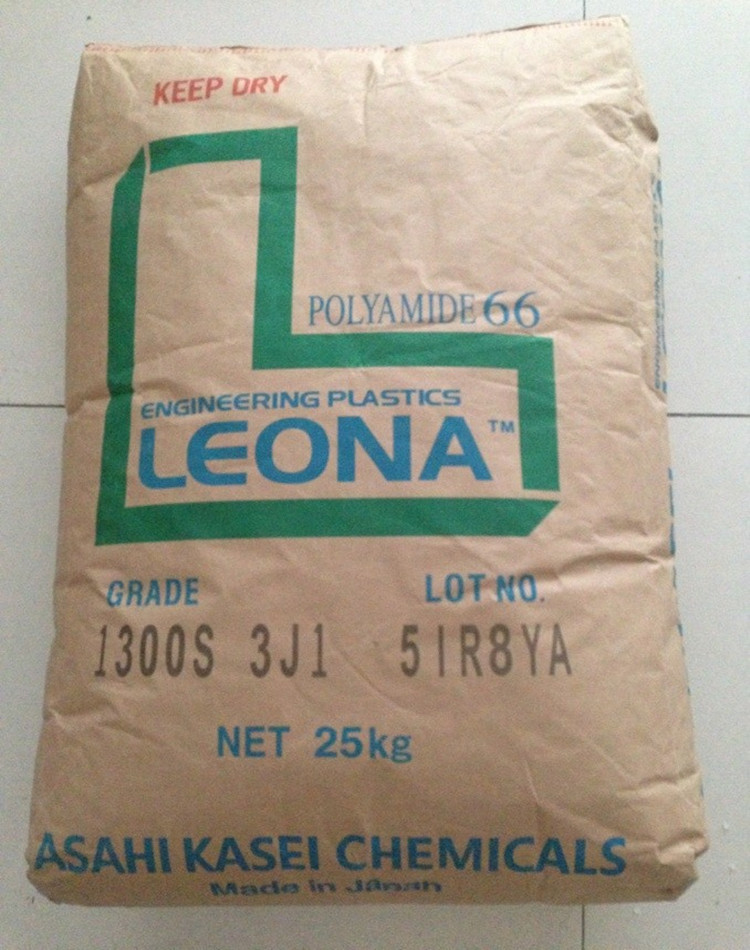 KEEP DRY
POLYAMIDE 66
ENGINEERING PLASTICS
LEONA™
GRADE LOT NO.
1300S 3J1 5IR8YA
NET 25kg
ASAHI KASEI CHEMICALS
Made in Japan